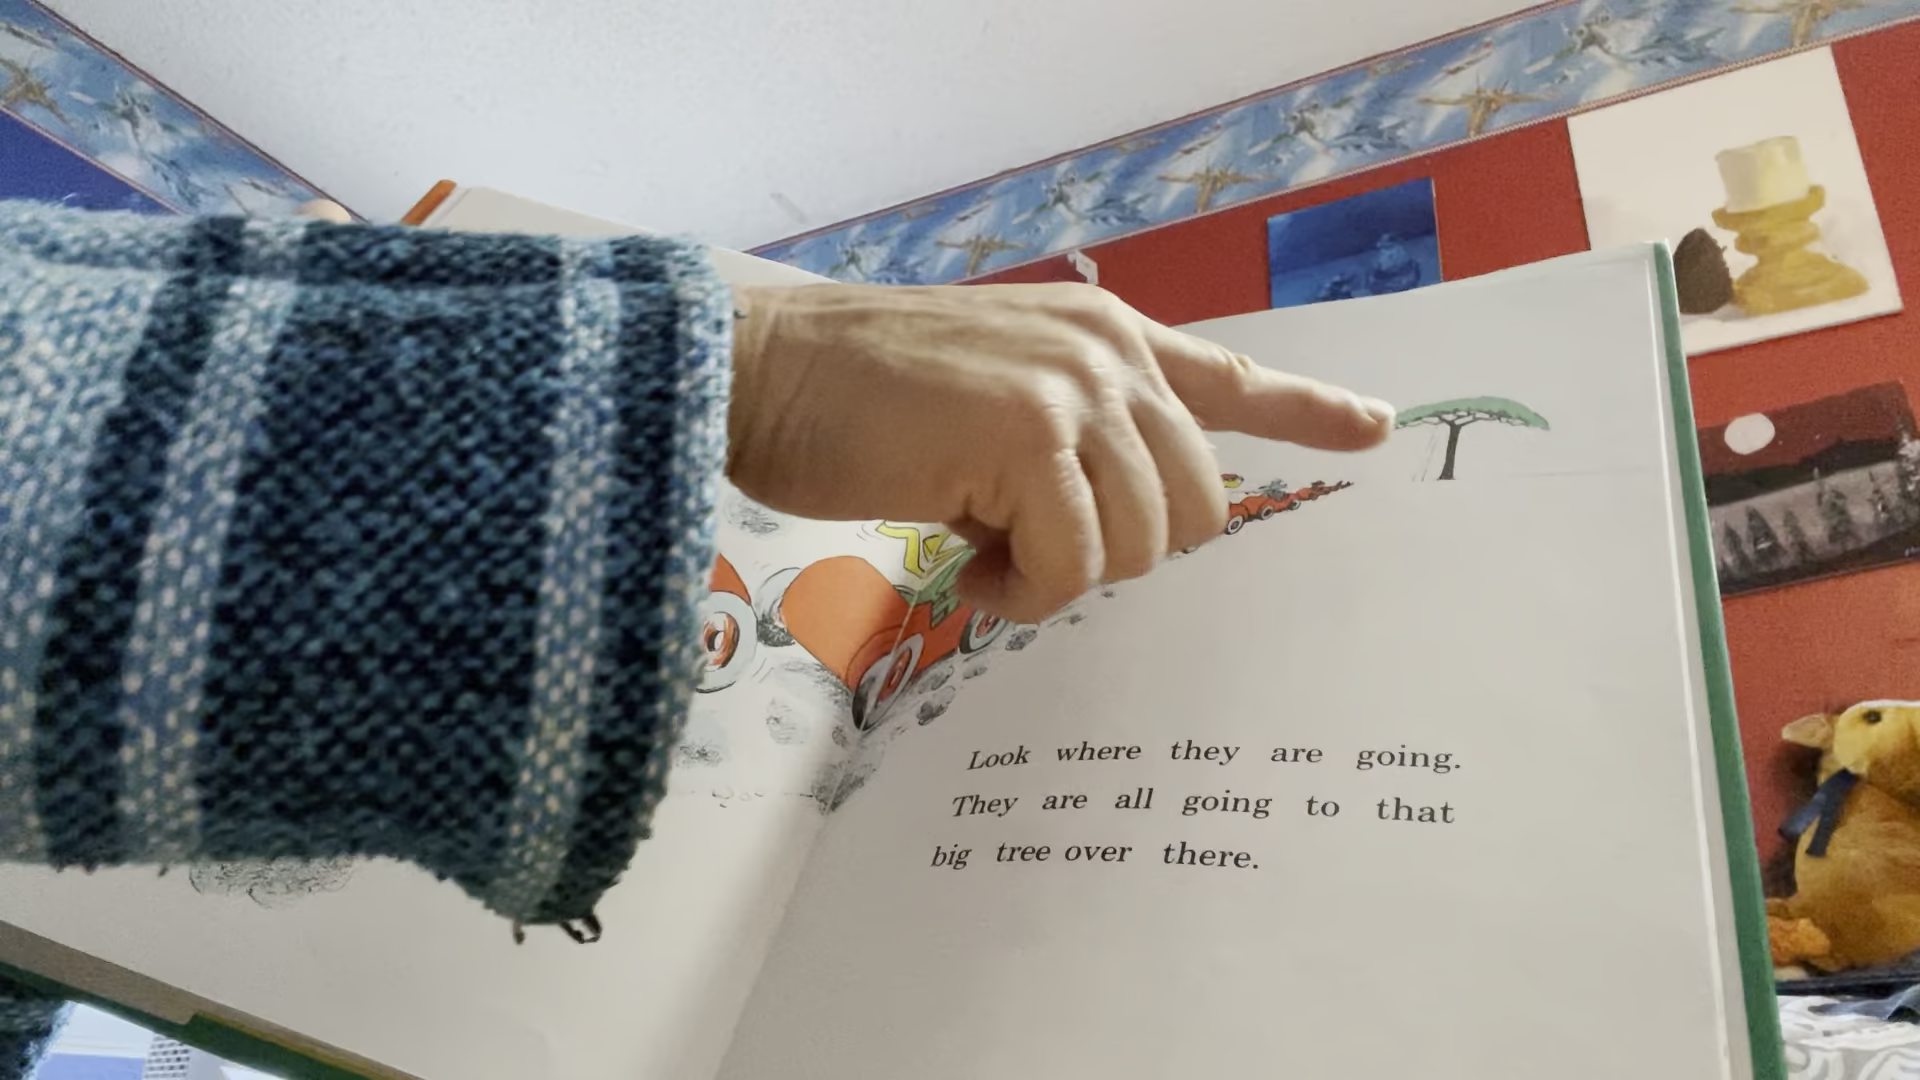 Look where they are going.
They are all going to that
big tree over there.